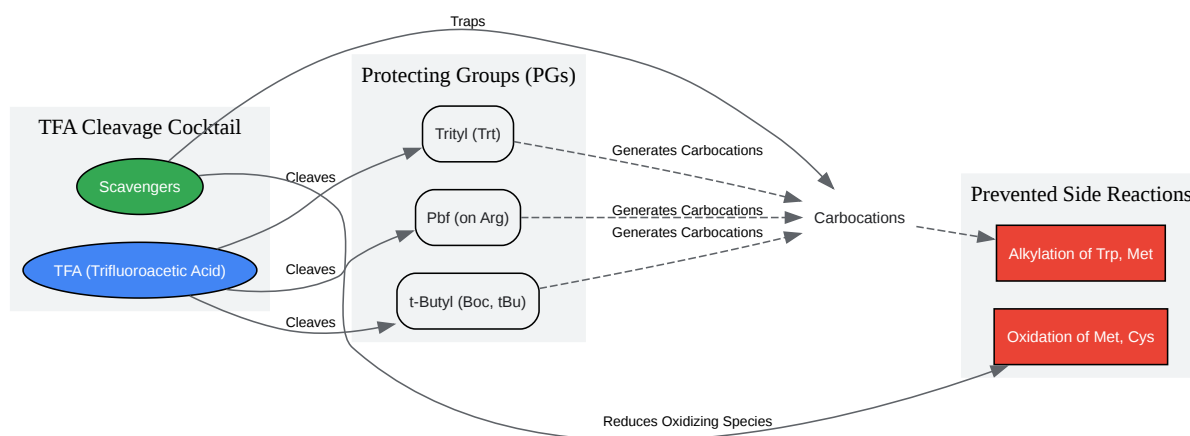 Traps
Protecting Groups (PGs)
TFA Cleavage Cocktail
Trityl (Trt)
Generates Carbocations
Scavengers
Cleaves
Prevented Side Reactions
Pbf (on Arg)
Generates Carbocations
Carbocations
Generates Carbocations
Alkylation of Trp, Met
TFA (Trifluoroacetic Acid)
Cleaves
t-Butyl (Boc, tBu)
Cleaves
Oxidation of Met, Cys
Reduces Oxidizing Species